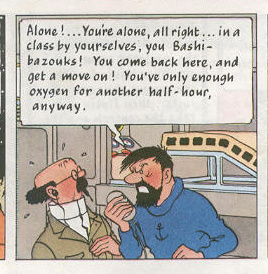 Alone!...You're alone, all right... in a
class by yourselves, you Bashi-
bazouks! You come back here, and
get a move on! You've only enough
oxygen for another half-hour,
anyway.